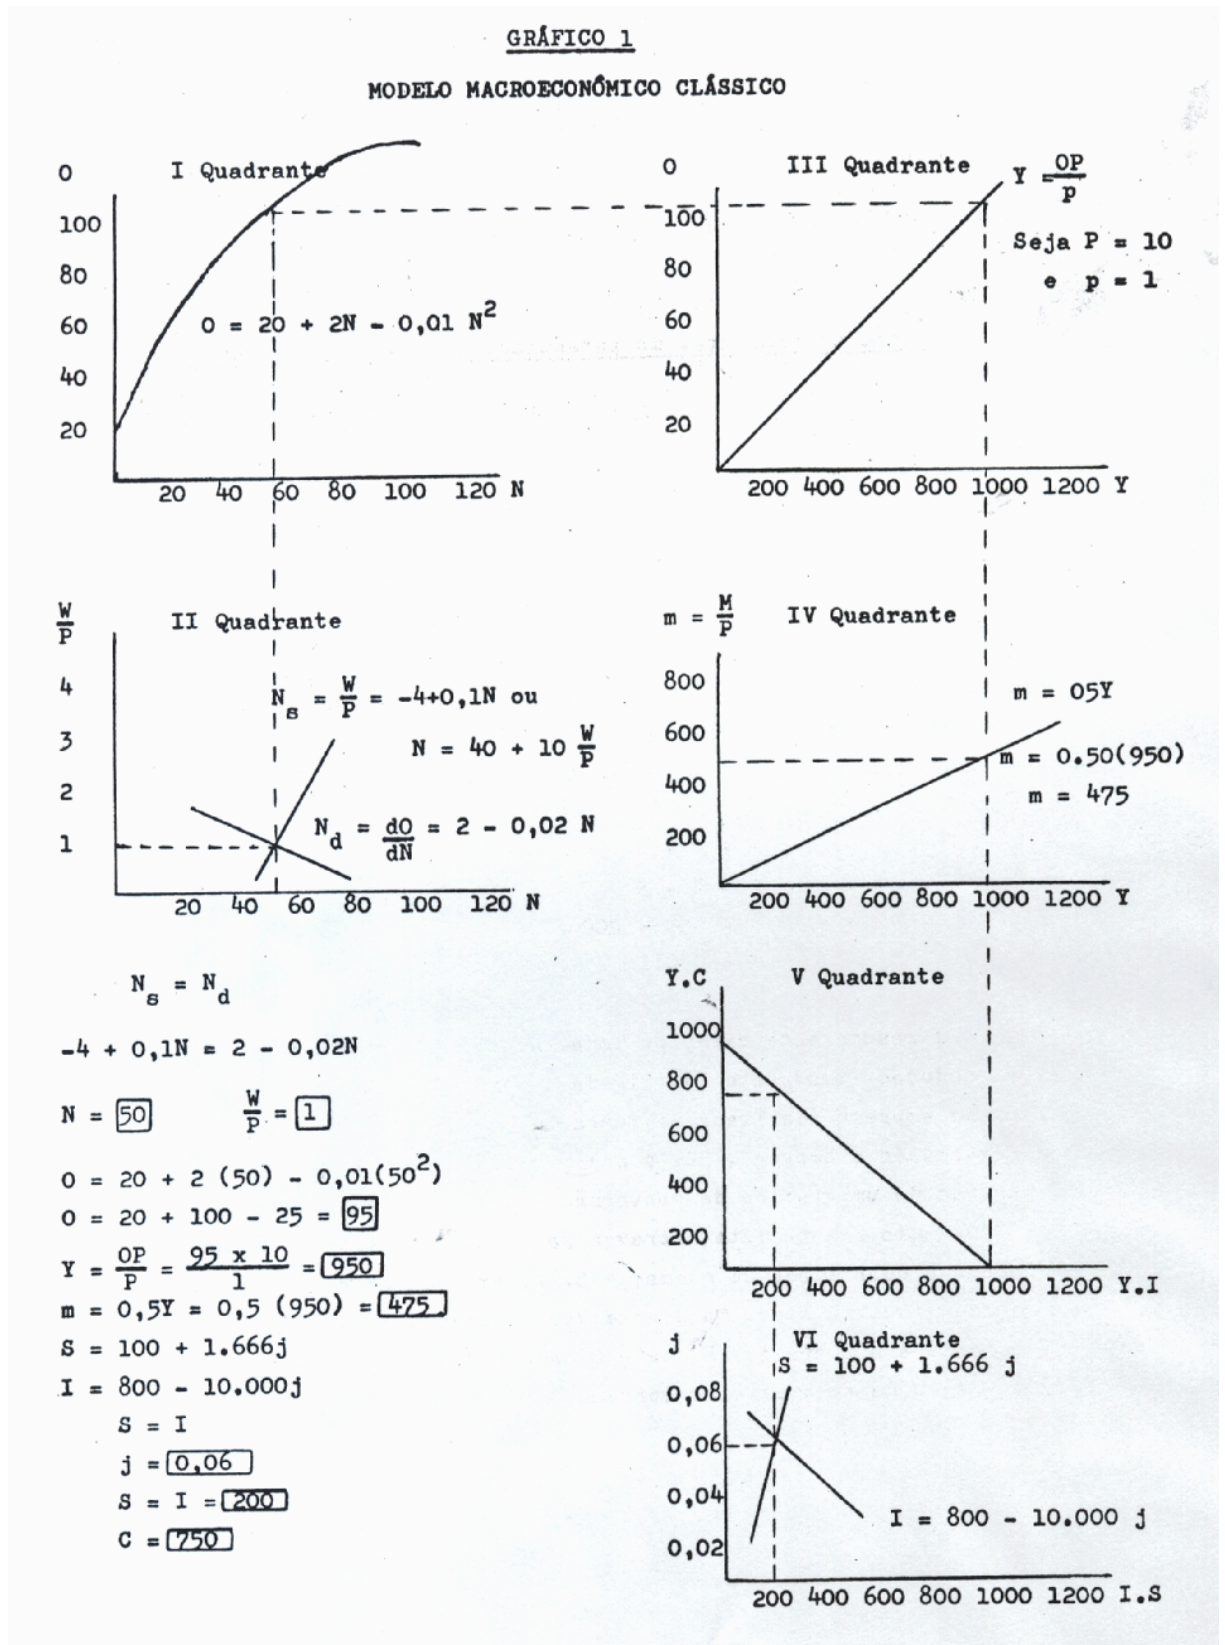 GRÁFICO 1
MODELO MACROECONÔMICO CLÁSSICO
O
I Quadrante
100
80
60
40
20
O = 20 + 2N - 0,01 N²
20 40 60 80 100 120 N
O
III Quadrante
Y = OP/p
Seja P = 10
e p = 1
100
80
60
40
20
200 400 600 800 1000 1200 Y
W/P
II Quadrante
4
3
2
1
N_s = W/P = -4+0,1N ou
N = 40 + 10 W/P
N_d = dO/dN = 2 - 0,02 N
20 40 60 80 100 120 N
m = M/P
IV Quadrante
800
600
400
200
m = 05Y
m = 0.50(950)
m = 475
200 400 600 800 1000 1200 Y
N_s = N_d
-4 + 0,1N = 2 - 0,02N
N = 50 W/P = 1
O = 20 + 2 (50) - 0,01(50²)
O = 20 + 100 - 25 = 95
Y = OP/P = 95 x 10/1 = 950
m = 0,5Y = 0,5 (950) = 475
S = 100 + 1.666j
I = 800 - 10.000j
S = I
j = 0,06
S = I = 200
C = 750
Y.C
V Quadrante
1000
800
600
400
200
200 400 600 800 1000 1200 Y.I
j
VI Quadrante
S = 100 + 1.666 j
0,08
0,06
0,04
0,02
I = 800 - 10.000 j
200 400 600 800 1000 1200 I.S